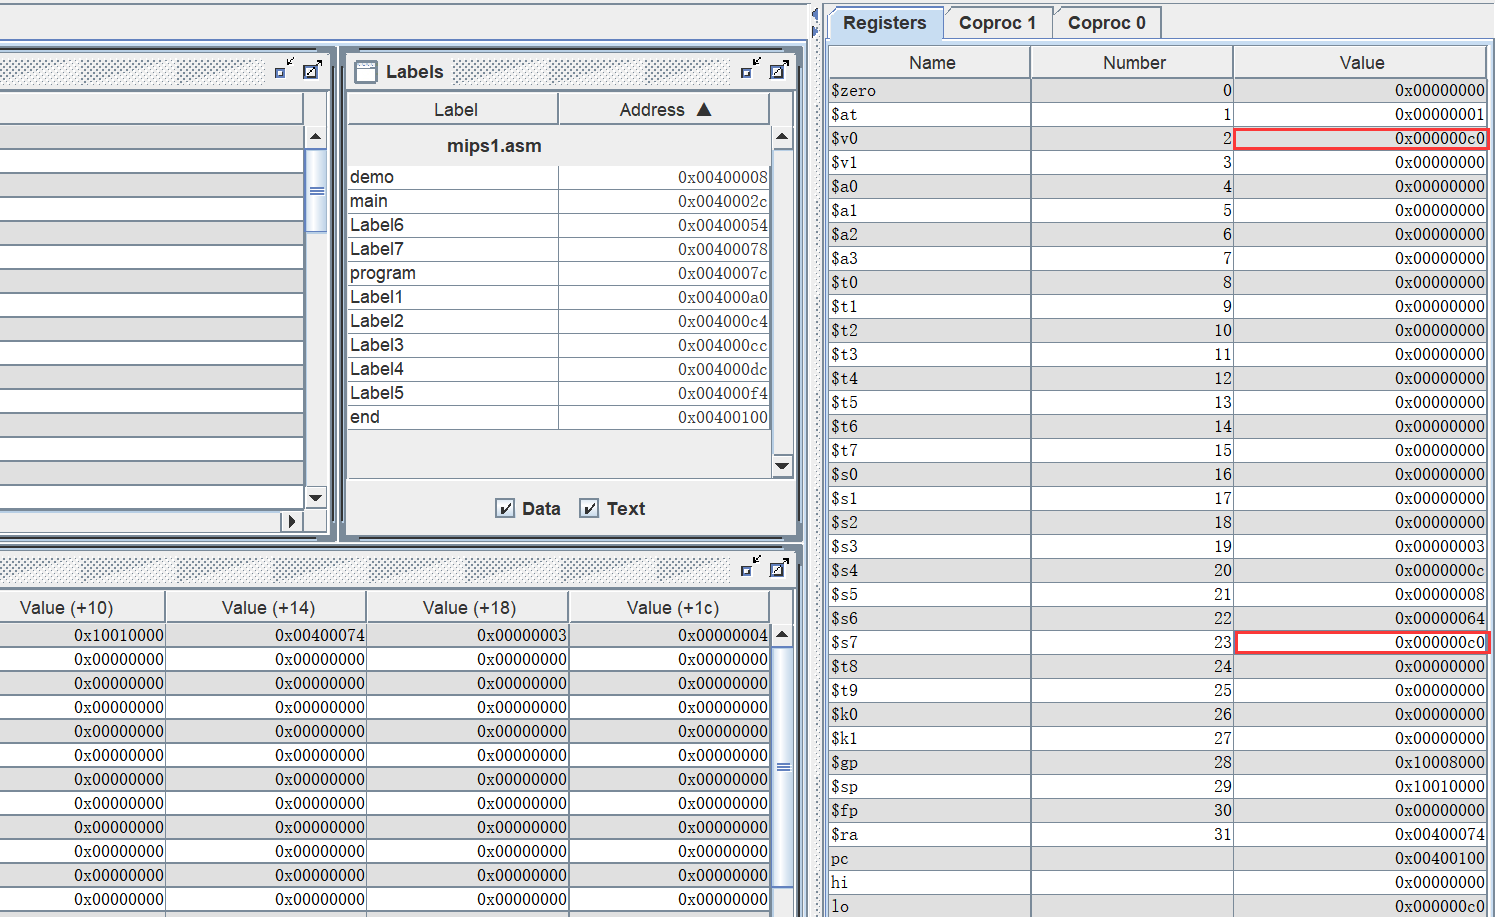 Registers Coproc 1 Coproc 0
Labels
Label Address ▲
mips1.asm
demo 0x00400008
main 0x0040002c
Label6 0x00400054
Label7 0x00400078
program 0x0040007c
Label1 0x004000a0
Label2 0x004000c4
Label3 0x004000cc
Label4 0x004000dc
Label5 0x004000f4
end 0x00400100
Data Text
Value (+10) Value (+14) Value (+18) Value (+1c)
0x10010000 0x00400074 0x00000003 0x00000004
0x00000000 0x00000000 0x00000000 0x00000000
0x00000000 0x00000000 0x00000000 0x00000000
0x00000000 0x00000000 0x00000000 0x00000000
0x00000000 0x00000000 0x00000000 0x00000000
0x00000000 0x00000000 0x00000000 0x00000000
0x00000000 0x00000000 0x00000000 0x00000000
0x00000000 0x00000000 0x00000000 0x00000000
0x00000000 0x00000000 0x00000000 0x00000000
0x00000000 0x00000000 0x00000000 0x00000000
0x00000000 0x00000000 0x00000000 0x00000000
0x00000000 0x00000000 0x00000000 0x00000000
Name Number Value
$zero 0 0x00000000
$at 1 0x00000001
$v0 2 0x000000c0
$v1 3 0x00000000
$a0 4 0x00000000
$a1 5 0x00000000
$a2 6 0x00000000
$a3 7 0x00000000
$t0 8 0x00000000
$t1 9 0x00000000
$t2 10 0x00000000
$t3 11 0x00000000
$t4 12 0x00000000
$t5 13 0x00000000
$t6 14 0x00000000
$t7 15 0x00000000
$s0 16 0x00000000
$s1 17 0x00000000
$s2 18 0x00000000
$s3 19 0x00000003
$s4 20 0x0000000c
$s5 21 0x00000008
$s6 22 0x00000064
$s7 23 0x000000c0
$t8 24 0x00000000
$t9 25 0x00000000
$k0 26 0x00000000
$k1 27 0x00000000
$gp 28 0x10008000
$sp 29 0x10010000
$fp 30 0x00000000
$ra 31 0x00400074
pc 0x00400100
hi 0x00000000
lo 0x000000c0